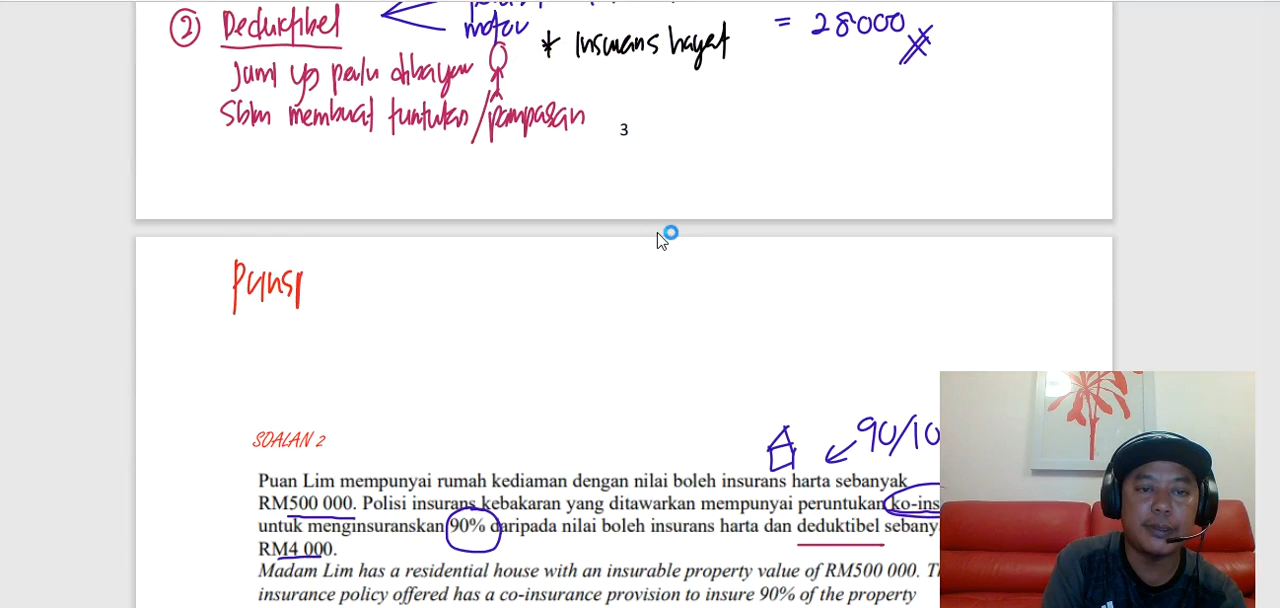 ② Deduktibel
motor
* Insurans hayat
= 28 000
Juml yg perlu dibayar
Sblm membuat tuntutan / pampasan
3
SOALAN 2
90/10
Puan Lim mempunyai rumah kediaman dengan nilai boleh insurans harta sebanyak
RM500 000. Polisi insurans kebakaran yang ditawarkan mempunyai peruntukan ko-ins
untuk menginsuranskan 90% daripada nilai boleh insurans harta dan deduktibel sebany
RM4 000.
Madam Lim has a residential house with an insurable property value of RM500 000. T
insurance policy offered has a co-insurance provision to insure 90% of the property